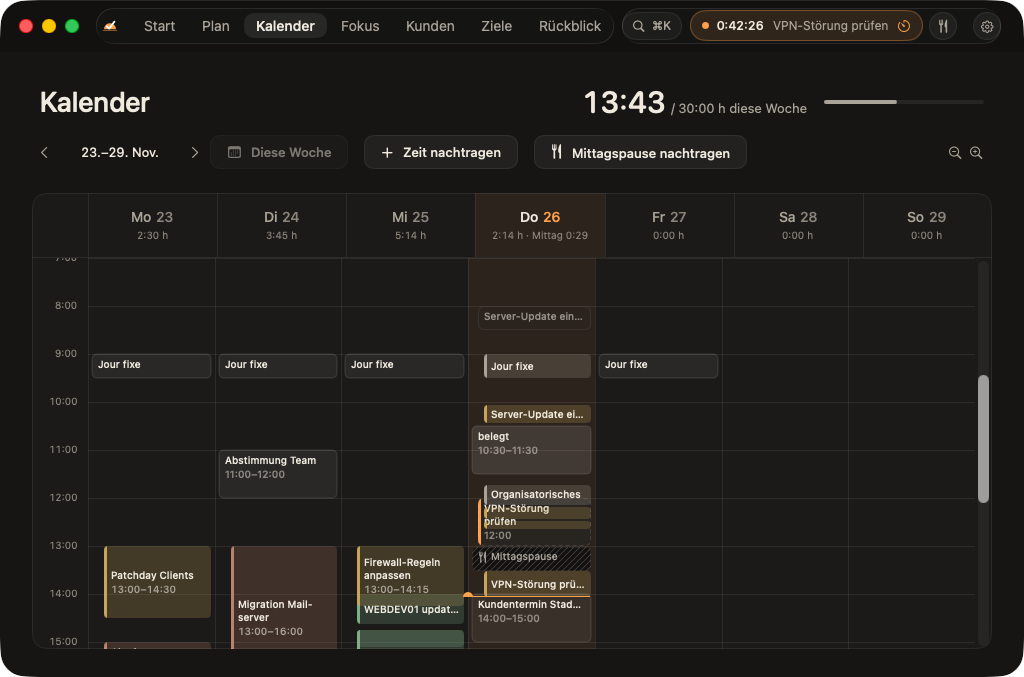 Start Plan Kalender Fokus Kunden Ziele Rückblick ⌘K 0:42:26 VPN-Störung prüfen
Kalender
13:43 / 30:00 h diese Woche
23.–29. Nov. Diese Woche + Zeit nachtragen Mittagspause nachtragen
Mo 23 Di 24 Mi 25 Do 26 Fr 27 Sa 28 So 29
2:30 h 3:45 h 5:14 h 2:14 h · Mittag 0:29 0:00 h 0:00 h 0:00 h
7:00
8:00
Server-Update ein…
9:00
Jour fixe Jour fixe Jour fixe Jour fixe Jour fixe
10:00
Server-Update ei…
belegt
10:30–11:30
11:00
Abstimmung Team
11:00–12:00
12:00
Organisatorisches
VPN-Störung
prüfen
12:00
13:00
Mittagspause
Patchday Clients
13:00–14:30
Migration Mail-
server
13:00–16:00
Firewall-Regeln
anpassen
13:00–14:15
VPN-Störung prü…
14:00
WEBDEV01 updat…
Kundentermin Stad…
14:00–15:00
15:00